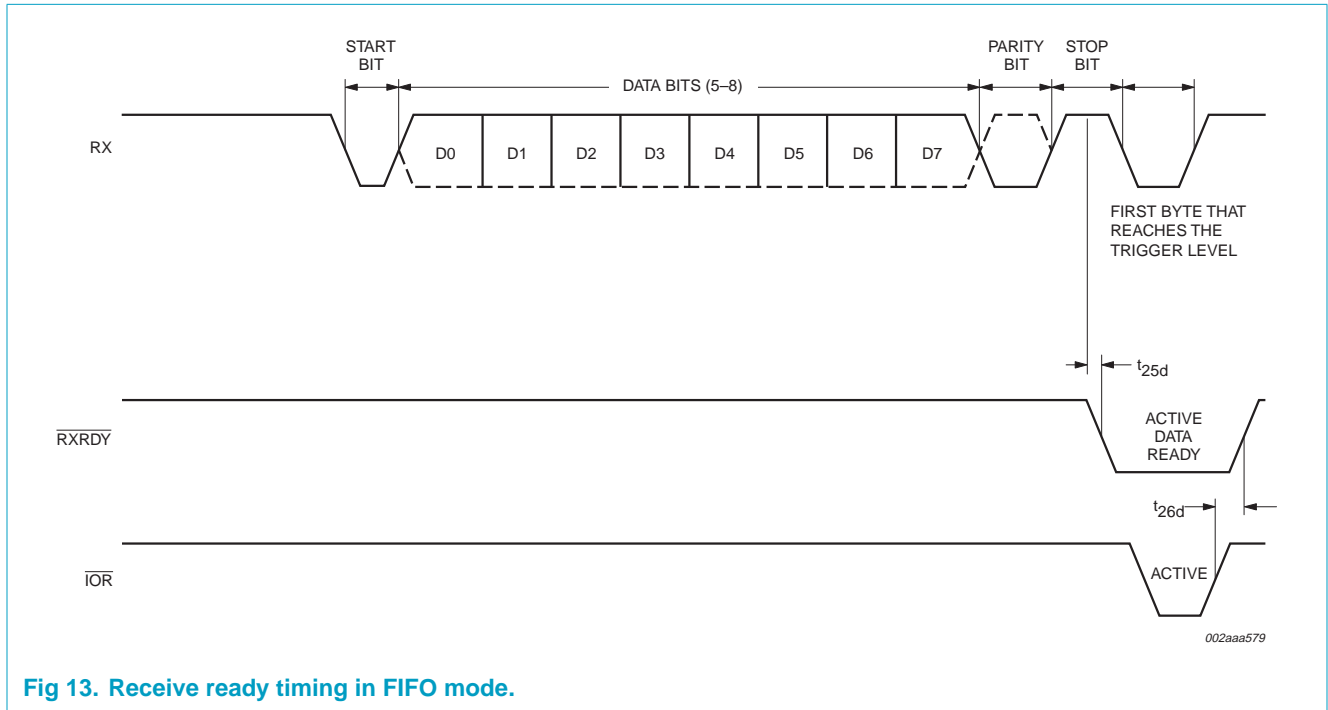 START
BIT
DATA BITS (5–8)
PARITY
BIT
STOP
BIT
RX
D0
D1
D2
D3
D4
D5
D6
D7
FIRST BYTE THAT
REACHES THE
TRIGGER LEVEL
t25d
RXRDY
ACTIVE
DATA
READY
t26d
IOR
ACTIVE
002aaa579
Fig 13. Receive ready timing in FIFO mode.